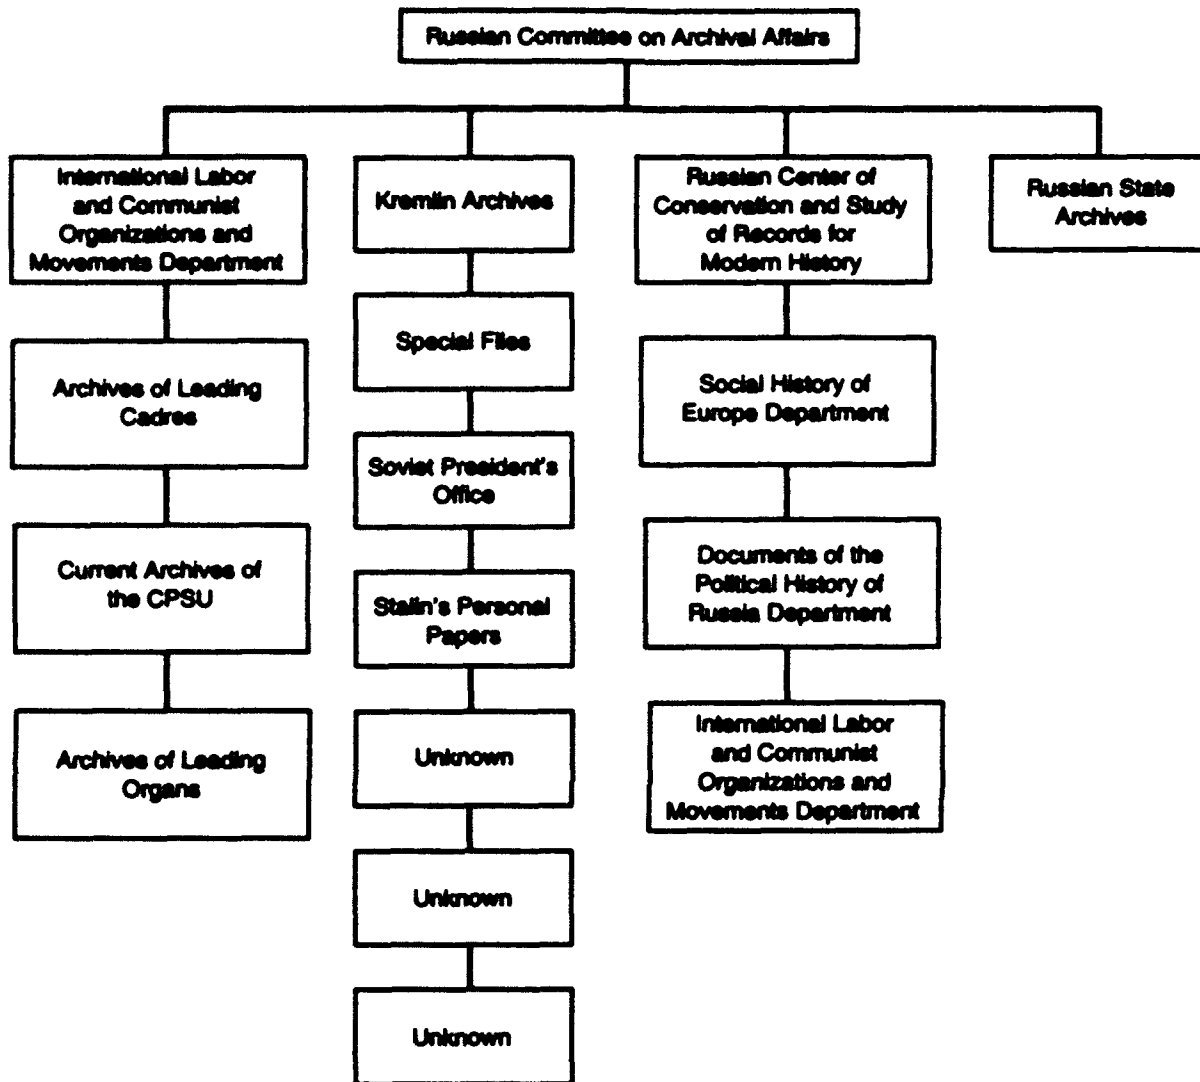 Russian Committee on Archival Affairs
International Labor
and Communist
Organizations and
Movements Department
Archives of Leading
Cadres
Current Archives of
the CPSU
Archives of Leading
Organs
Kremlin Archives
Special Files
Soviet President's
Office
Stalin's Personal
Papers
Unknown
Unknown
Unknown
Russian Center of
Conservation and Study
of Records for
Modern History
Social History of
Europe Department
Documents of the
Political History of
Russia Department
International Labor
and Communist
Organizations and
Movements Department
Russian State
Archives